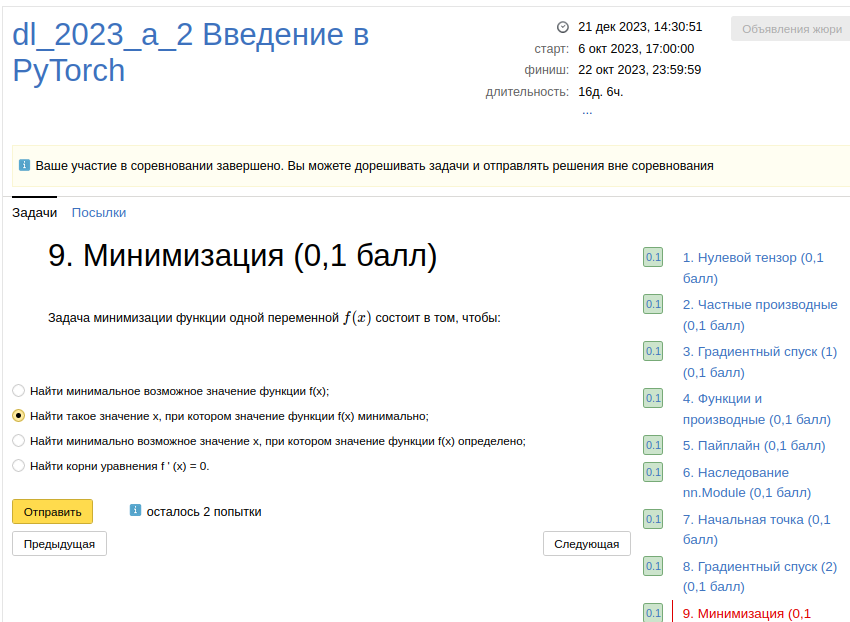 dl_2023_a_2 Введение в
PyTorch
21 дек 2023, 14:30:51
Объявления жюри
старт: 6 окт 2023, 17:00:00
финиш: 22 окт 2023, 23:59:59
длительность: 16д. 6ч.
...
Ваше участие в соревновании завершено. Вы можете дорешивать задачи и отправлять решения вне соревнования
Задачи Посылки
9. Минимизация (0,1 балл)
Задача минимизации функции одной переменной f(x) состоит в том, чтобы:
Найти минимальное возможное значение функции f(x);
Найти такое значение x, при котором значение функции f(x) минимально;
Найти минимально возможное значение x, при котором значение функции f(x) определено;
Найти корни уравнения f ' (x) = 0.
Отправить
осталось 2 попытки
Предыдущая
Следующая
0.1 1. Нулевой тензор (0,1
балл)
0.1 2. Частные производные
(0,1 балл)
0.1 3. Градиентный спуск (1)
(0,1 балл)
0.1 4. Функции и
производные (0,1 балл)
0.1 5. Пайплайн (0,1 балл)
0.1 6. Наследование
nn.Module (0,1 балл)
0.1 7. Начальная точка (0,1
балл)
0.1 8. Градиентный спуск (2)
(0,1 балл)
0.1 9. Минимизация (0,1